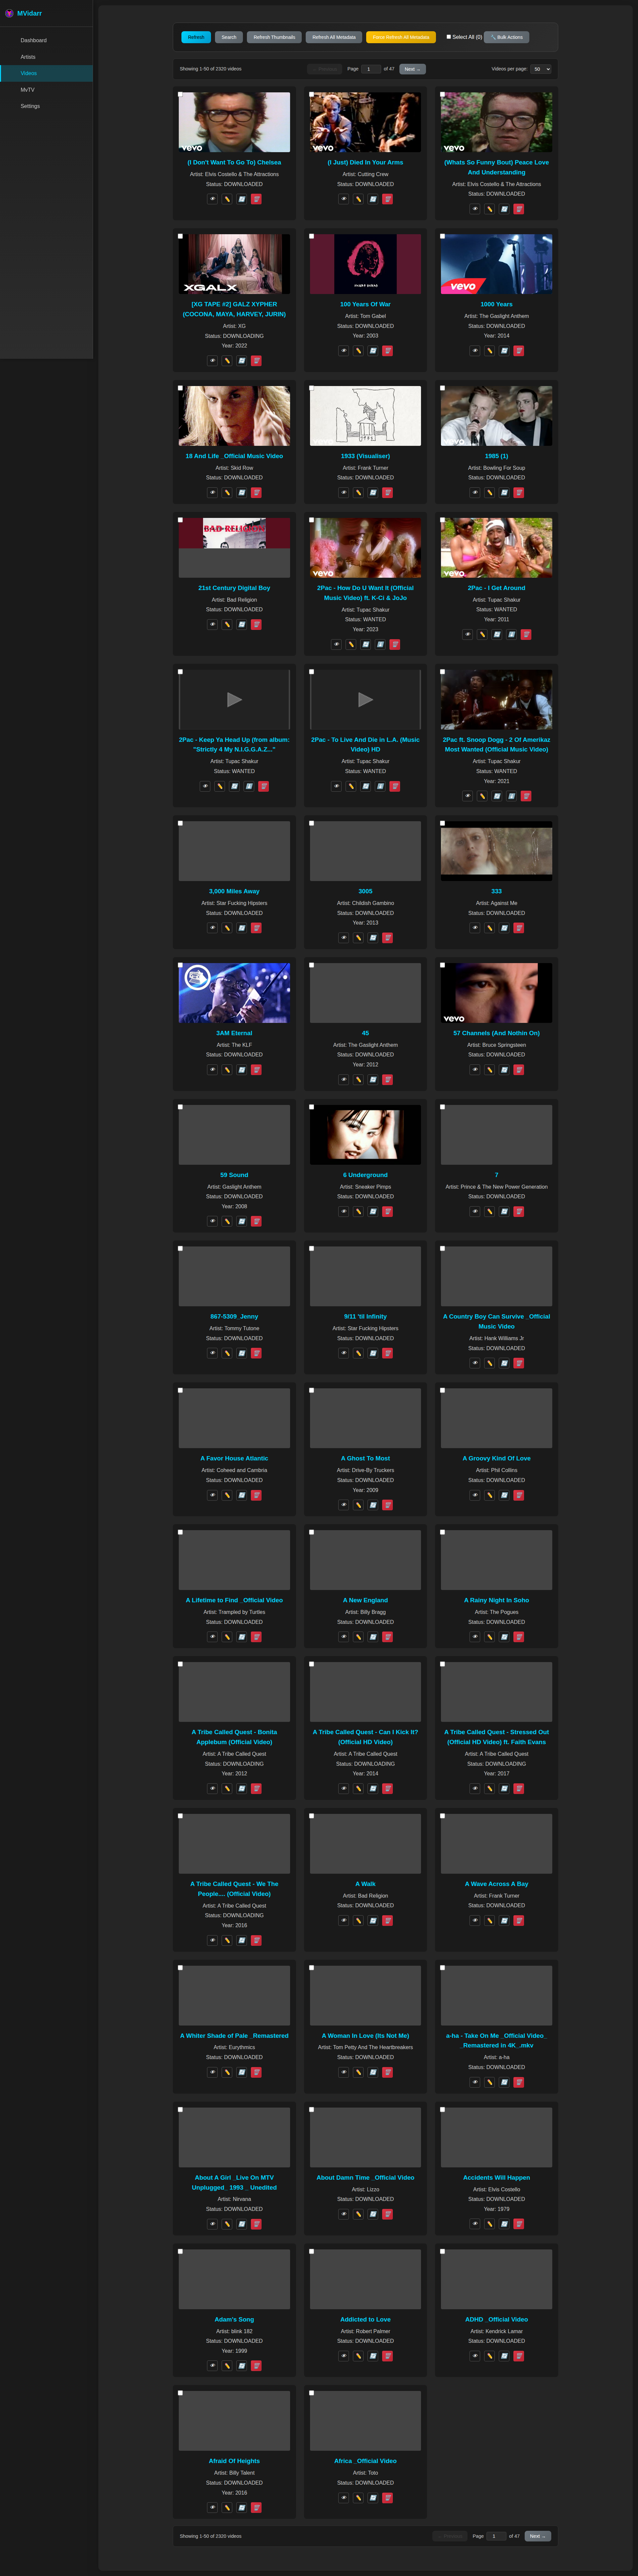 MVidarr
Dashboard
Artists
Videos
MvTV
Settings
Refresh
Search
Refresh Thumbnails
Refresh All Metadata
Force Refresh All Metadata
Select All (0)
Bulk Actions
Showing 1-50 of 2320 videos
Page 1 of 47
Next →
Videos per page: 50
vevo
vevo
vevo
(I Don't Want To Go To) Chelsea
Artist: Elvis Costello & The Attractions
Status: DOWNLOADED
(I Just) Died In Your Arms
Artist: Cutting Crew
Status: DOWNLOADED
(Whats So Funny Bout) Peace Love
And Understanding
Artist: Elvis Costello & The Attractions
Status: DOWNLOADED
XGALX
vevo
[XG TAPE #2] GALZ XYPHER
(COCONA, MAYA, HARVEY, JURIN)
Artist: XG
Status: DOWNLOADING
Year: 2022
100 Years Of War
Artist: Tom Gabel
Status: DOWNLOADED
Year: 2003
1000 Years
Artist: The Gaslight Anthem
Status: DOWNLOADED
Year: 2014
vevo
vevo
18 And Life _Official Music Video
Artist: Skid Row
Status: DOWNLOADED
1933 (Visualiser)
Artist: Frank Turner
Status: DOWNLOADED
1985 (1)
Artist: Bowling For Soup
Status: DOWNLOADED
BAD RELIGION
vevo
vevo
21st Century Digital Boy
Artist: Bad Religion
Status: DOWNLOADED
2Pac - How Do U Want It (Official
Music Video) ft. K-Ci & JoJo
Artist: Tupac Shakur
Status: WANTED
Year: 2023
2Pac - I Get Around
Artist: Tupac Shakur
Status: WANTED
Year: 2011
2Pac - Keep Ya Head Up (from album:
"Strictly 4 My N.I.G.G.A.Z..."
Artist: Tupac Shakur
Status: WANTED
2Pac - To Live And Die in L.A. (Music
Video) HD
Artist: Tupac Shakur
Status: WANTED
2Pac ft. Snoop Dogg - 2 Of Amerikaz
Most Wanted (Official Music Video)
Artist: Tupac Shakur
Status: WANTED
Year: 2021
3,000 Miles Away
Artist: Star Fucking Hipsters
Status: DOWNLOADED
3005
Artist: Childish Gambino
Status: DOWNLOADED
Year: 2013
333
Artist: Against Me
Status: DOWNLOADED
vevo
3AM Eternal
Artist: The KLF
Status: DOWNLOADED
45
Artist: The Gaslight Anthem
Status: DOWNLOADED
Year: 2012
57 Channels (And Nothin On)
Artist: Bruce Springsteen
Status: DOWNLOADED
59 Sound
Artist: Gaslight Anthem
Status: DOWNLOADED
Year: 2008
6 Underground
Artist: Sneaker Pimps
Status: DOWNLOADED
7
Artist: Prince & The New Power Generation
Status: DOWNLOADED
867-5309_Jenny
Artist: Tommy Tutone
Status: DOWNLOADED
9/11 'til Infinity
Artist: Star Fucking Hipsters
Status: DOWNLOADED
A Country Boy Can Survive _Official
Music Video
Artist: Hank Williams Jr
Status: DOWNLOADED
A Favor House Atlantic
Artist: Coheed and Cambria
Status: DOWNLOADED
A Ghost To Most
Artist: Drive-By Truckers
Status: DOWNLOADED
Year: 2009
A Groovy Kind Of Love
Artist: Phil Collins
Status: DOWNLOADED
A Lifetime to Find _Official Video
Artist: Trampled by Turtles
Status: DOWNLOADED
A New England
Artist: Billy Bragg
Status: DOWNLOADED
A Rainy Night In Soho
Artist: The Pogues
Status: DOWNLOADED
A Tribe Called Quest - Bonita
Applebum (Official Video)
Artist: A Tribe Called Quest
Status: DOWNLOADING
Year: 2012
A Tribe Called Quest - Can I Kick It?
(Official HD Video)
Artist: A Tribe Called Quest
Status: DOWNLOADING
Year: 2014
A Tribe Called Quest - Stressed Out
(Official HD Video) ft. Faith Evans
Artist: A Tribe Called Quest
Status: DOWNLOADING
Year: 2017
A Tribe Called Quest - We The
People.... (Official Video)
Artist: A Tribe Called Quest
Status: DOWNLOADING
Year: 2016
A Walk
Artist: Bad Religion
Status: DOWNLOADED
A Wave Across A Bay
Artist: Frank Turner
Status: DOWNLOADED
A Whiter Shade of Pale _Remastered
Artist: Eurythmics
Status: DOWNLOADED
A Woman In Love (Its Not Me)
Artist: Tom Petty And The Heartbreakers
Status: DOWNLOADED
a-ha - Take On Me _Official Video_
_Remastered in 4K_.mkv
Artist: a-ha
Status: DOWNLOADED
About A Girl _Live On MTV
Unplugged_ 1993 _ Unedited
Artist: Nirvana
Status: DOWNLOADED
About Damn Time _Official Video
Artist: Lizzo
Status: DOWNLOADED
Accidents Will Happen
Artist: Elvis Costello
Status: DOWNLOADED
Year: 1979
Adam's Song
Artist: blink 182
Status: DOWNLOADED
Year: 1999
Addicted to Love
Artist: Robert Palmer
Status: DOWNLOADED
ADHD _Official Video
Artist: Kendrick Lamar
Status: DOWNLOADED
Afraid Of Heights
Artist: Billy Talent
Status: DOWNLOADED
Year: 2016
Africa _Official Video
Artist: Toto
Status: DOWNLOADED
Showing 1-50 of 2320 videos
Page 1 of 47
Next →